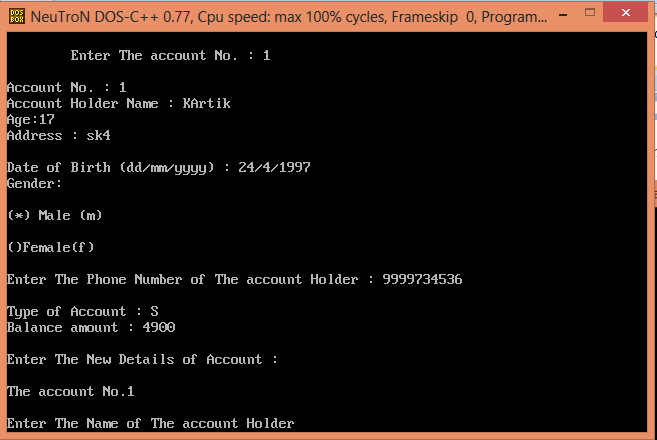 DOS BOX
NeuTroN DOS-C++ 0.77, Cpu speed: max 100% cycles, Frameskip 0, Program...
Enter The account No. : 1
Account No. : 1
Account Holder Name : KArtik
Age:17
Address : sk4
Date of Birth (dd/mm/yyyy) : 24/4/1997
Gender:
(*) Male (m)
()Female(f)
Enter The Phone Number of The account Holder : 9999734536
Type of Account : S
Balance amount : 4900
Enter The New Details of Account :
The account No.1
Enter The Name of The account Holder